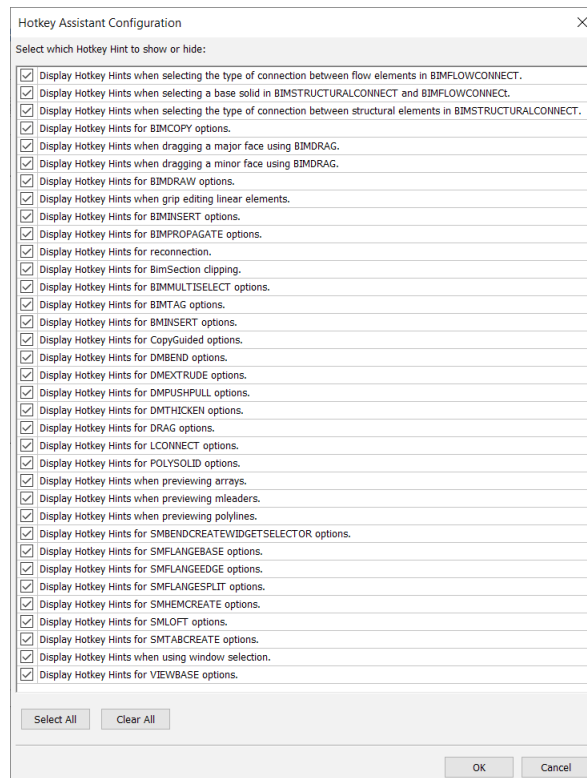 Hotkey Assistant Configuration
Select which Hotkey Hint to show or hide:
Display Hotkey Hints when selecting the type of connection between flow elements in BIMFLOWCONNECT.
Display Hotkey Hints when selecting a base solid in BIMSTRUCTURALCONNECT and BIMFLOWCONNECt.
Display Hotkey Hints when selecting the type of connection between structural elements in BIMSTRUCTURALCONNECT.
Display Hotkey Hints for BIMCOPY options.
Display Hotkey Hints when dragging a major face using BIMDRAG.
Display Hotkey Hints when dragging a minor face using BIMDRAG.
Display Hotkey Hints for BIMDRAW options.
Display Hotkey Hints when grip editing linear elements.
Display Hotkey Hints for BIMINSERT options.
Display Hotkey Hints for BIMPROPAGATE options.
Display Hotkey Hints for reconnection.
Display Hotkey Hints for BimSection clipping.
Display Hotkey Hints for BIMMULTISELECT options.
Display Hotkey Hints for BIMTAG options.
Display Hotkey Hints for BMINSERT options.
Display Hotkey Hints for CopyGuided options.
Display Hotkey Hints for DMBEND options.
Display Hotkey Hints for DMEXTRUDE options.
Display Hotkey Hints for DMPUSHPULL options.
Display Hotkey Hints for DMTHICKEN options.
Display Hotkey Hints for DRAG options.
Display Hotkey Hints for LCONNECT options.
Display Hotkey Hints for POLYSOLID options.
Display Hotkey Hints when previewing arrays.
Display Hotkey Hints when previewing mleaders.
Display Hotkey Hints when previewing polylines.
Display Hotkey Hints for SMBENDCREATEWIDGETSELECTOR options.
Display Hotkey Hints for SMFLANGEBASE options.
Display Hotkey Hints for SMFLANGEEDGE options.
Display Hotkey Hints for SMFLANGESPLIT options.
Display Hotkey Hints for SMHEMCREATE options.
Display Hotkey Hints for SMLOFT options.
Display Hotkey Hints for SMTABCREATE options.
Display Hotkey Hints when using window selection.
Display Hotkey Hints for VIEWBASE options.
Select All Clear All
OK Cancel